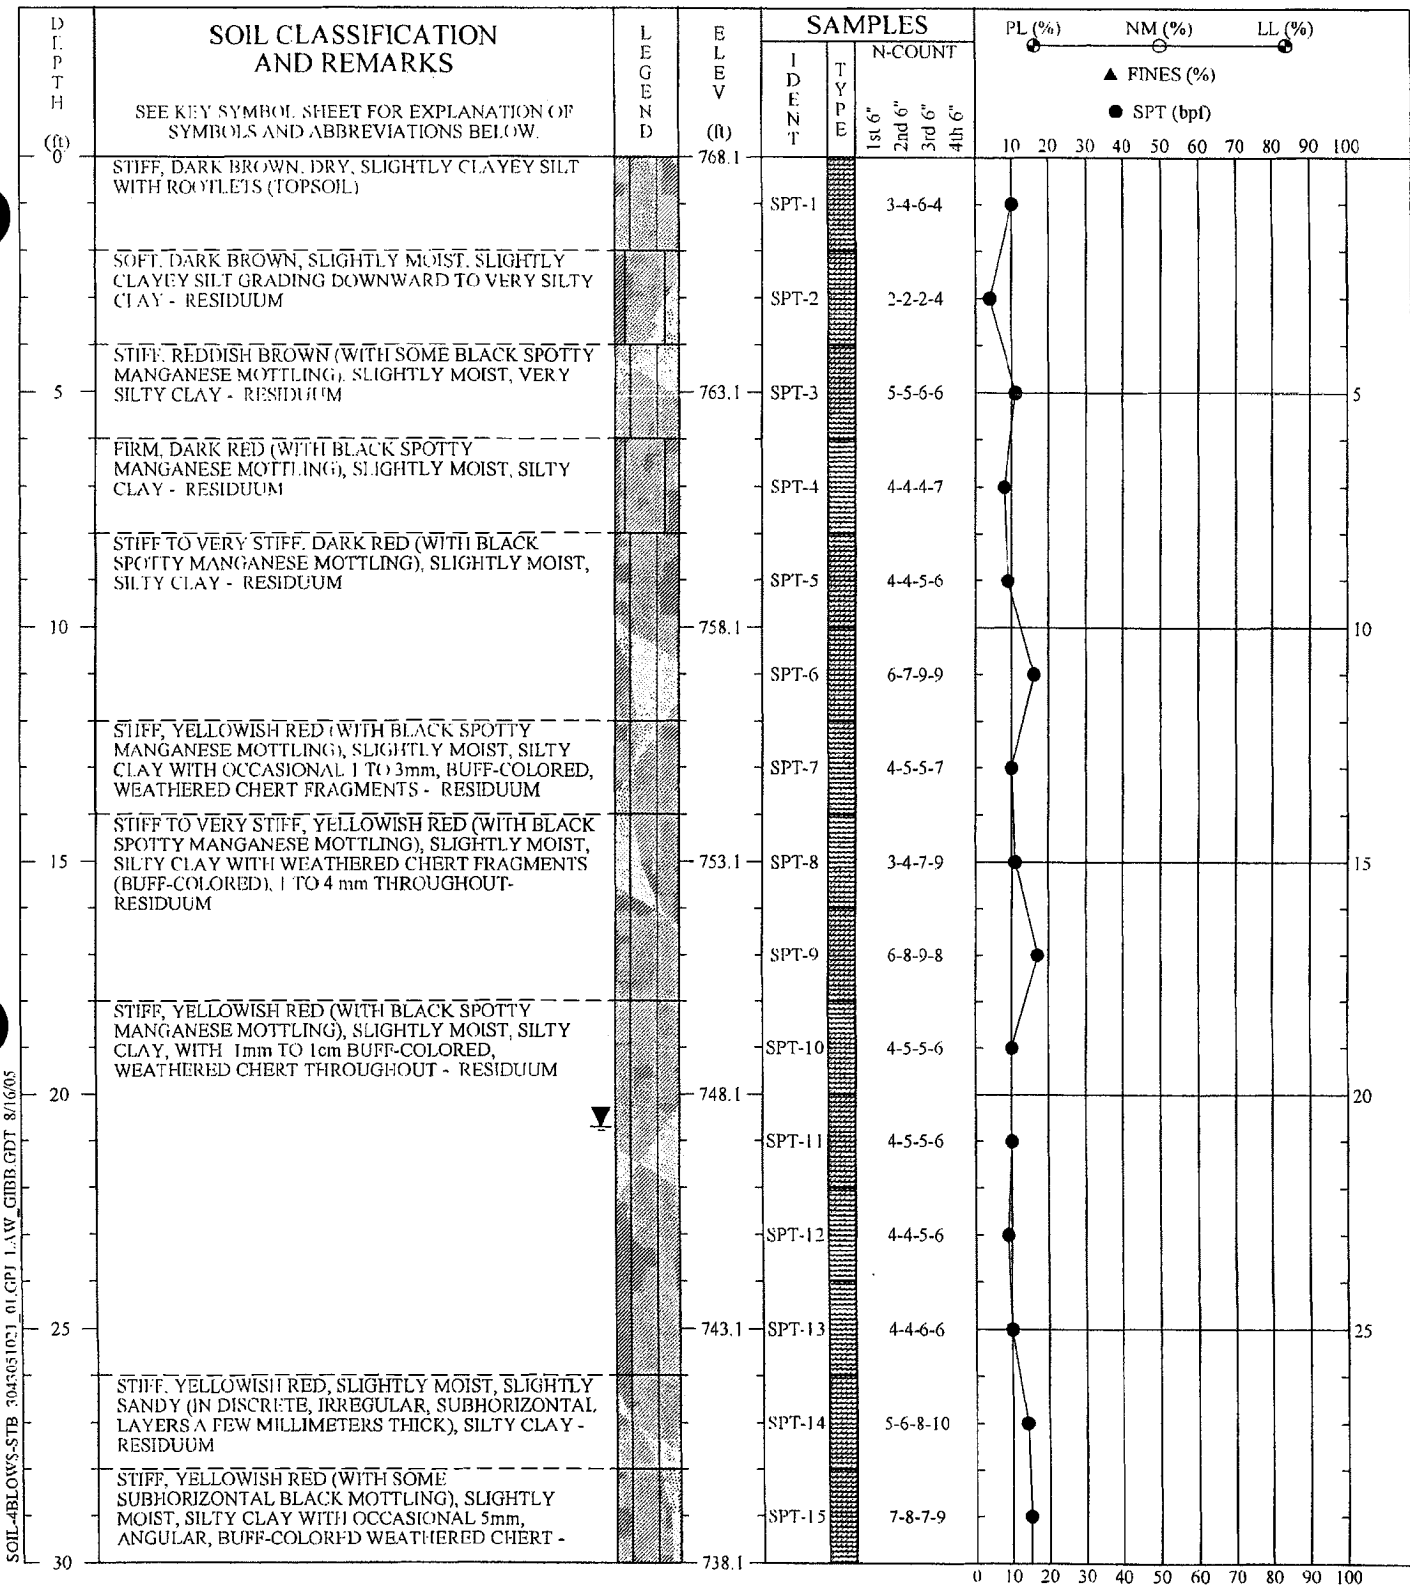 DEPTH
(ft)
SOIL CLASSIFICATION
AND REMARKS
SEE KEY SYMBOL SHEET FOR EXPLANATION OF
SYMBOLS AND ABBREVIATIONS BELOW.
LEGEND
ELEV
(ft)
SAMPLES
IDENT
TYPE
N-COUNT
1st 6"
2nd 6"
3rd 6"
4th 6"
PL (%)
NM (%)
LL (%)
▲ FINES (%)
● SPT (bpf)
10 20 30 40 50 60 70 80 90 100
0
768.1
STIFF, DARK BROWN, DRY, SLIGHTLY CLAYEY SILT
WITH ROOTLETS (TOPSOIL)
SPT-1 3-4-6-4
SOFT, DARK BROWN, SLIGHTLY MOIST, SLIGHTLY
CLAYEY SILT GRADING DOWNWARD TO VERY SILTY
CLAY - RESIDUUM
SPT-2 2-2-2-4
STIFF, REDDISH BROWN (WITH SOME BLACK SPOTTY
MANGANESE MOTTLING), SLIGHTLY MOIST, VERY
SILTY CLAY - RESIDUUM
5 763.1 SPT-3 5-5-6-6 5
FIRM, DARK RED (WITH BLACK SPOTTY
MANGANESE MOTTLING), SLIGHTLY MOIST, SILTY
CLAY - RESIDUUM
SPT-4 4-4-4-7
STIFF TO VERY STIFF, DARK RED (WITH BLACK
SPOTTY MANGANESE MOTTLING), SLIGHTLY MOIST,
SILTY CLAY - RESIDUUM
SPT-5 4-4-5-6
10 758.1 10
SPT-6 6-7-9-9
STIFF, YELLOWISH RED (WITH BLACK SPOTTY
MANGANESE MOTTLING), SLIGHTLY MOIST, SILTY
CLAY WITH OCCASIONAL 1 TO 3mm, BUFF-COLORED,
WEATHERED CHERT FRAGMENTS - RESIDUUM
SPT-7 4-5-5-7
STIFF TO VERY STIFF, YELLOWISH RED (WITH BLACK
SPOTTY MANGANESE MOTTLING), SLIGHTLY MOIST,
SILTY CLAY WITH WEATHERED CHERT FRAGMENTS
(BUFF-COLORED), 1 TO 4 mm THROUGHOUT-
RESIDUUM
15 753.1 SPT-8 3-4-7-9 15
SPT-9 6-8-9-8
STIFF, YELLOWISH RED (WITH BLACK SPOTTY
MANGANESE MOTTLING), SLIGHTLY MOIST, SILTY
CLAY, WITH 1mm TO 1cm BUFF-COLORED,
WEATHERED CHERT THROUGHOUT - RESIDUUM
SPT-10 4-5-5-6
20 748.1 20
SPT-11 4-5-5-6
SPT-12 4-4-5-6
25 743.1 SPT-13 4-4-6-6 25
STIFF, YELLOWISH RED, SLIGHTLY MOIST, SLIGHTLY
SANDY (IN DISCRETE, IRREGULAR, SUBHORIZONTAL
LAYERS A FEW MILLIMETERS THICK), SILTY CLAY -
RESIDUUM
SPT-14 5-6-8-10
STIFF, YELLOWISH RED (WITH SOME
SUBHORIZONTAL BLACK MOTTLING), SLIGHTLY
MOIST, SILTY CLAY WITH OCCASIONAL 5mm,
ANGULAR, BUFF-COLORED WEATHERED CHERT -
SPT-15 7-8-7-9
30 738.1
0 10 20 30 40 50 60 70 80 90 100
SOIL-4BLOWS-STB 3043051021_01.GPJ LAW_GIBB.GDT 8/16/05